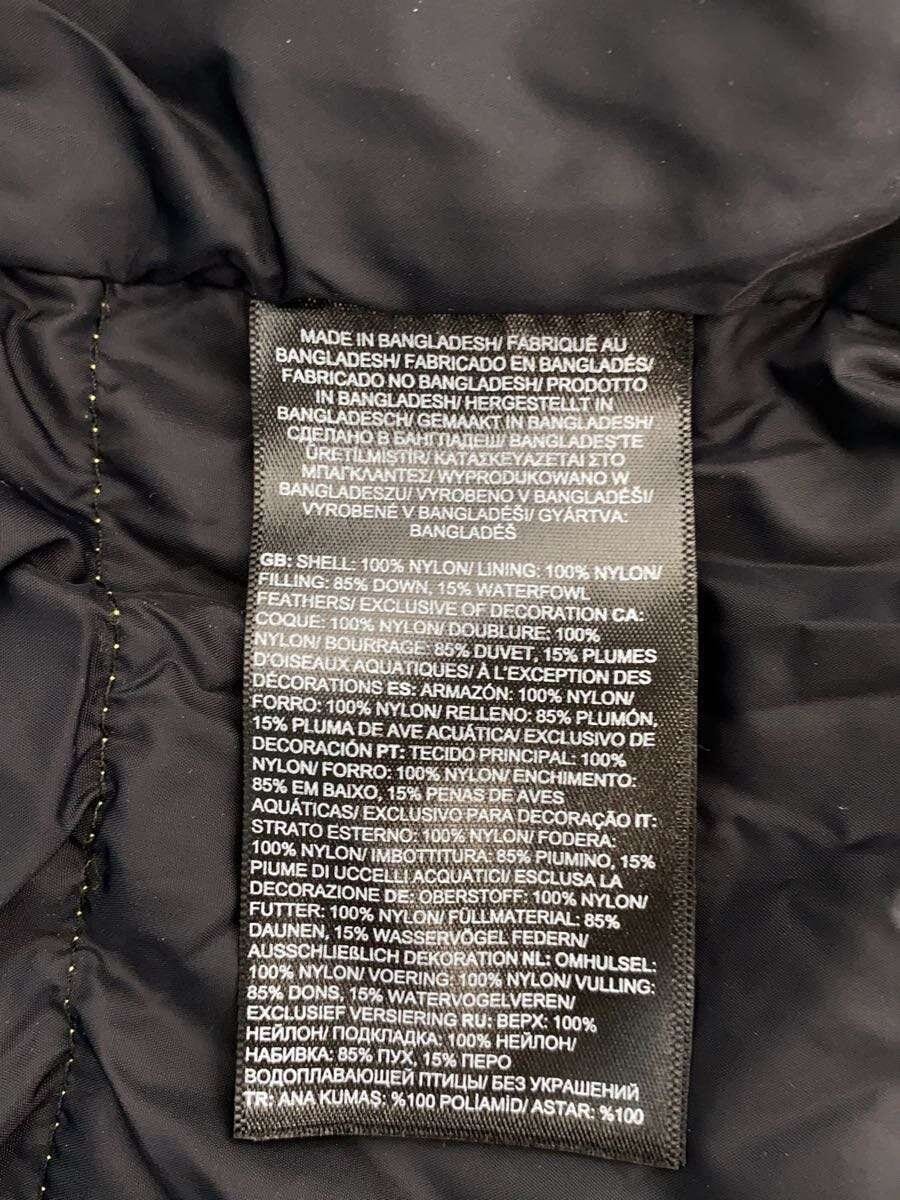 MADE IN BANGLADESH/ FABRIQUÉ AU
BANGLADESH/ FABRICADO EN BANGLADÉS/
FABRICADO NO BANGLADESH/ PRODOTTO
IN BANGLADESH/ HERGESTELLT IN
BANGLADESCH/ GEMAAKT IN BANGLADESH/
СДЕЛАНО В БАНГЛАДЕШ/ BANGLADES'TE
ÜRETILMISTIR/ ΚΑΤΑΣΚΕΥΑΖΕΤΑΙ ΣΤΟ
ΜΠΑΓΚΛΑΝΤΕΣ/ WYPRODUKOWANO W
BANGLADESZU/ VYROBENO V BANGLADÉŠI/
VYROBENÉ V BANGLADÉŠI/ GYÁRTVA:
BANGLADÉŠ
GB: SHELL: 100% NYLON/ LINING: 100% NYLON/
FILLING: 85% DOWN, 15% WATERFOWL
FEATHERS/ EXCLUSIVE OF DECORATION CA:
COQUE: 100% NYLON/ DOUBLURE: 100%
NYLON/ BOURRAGE: 85% DUVET, 15% PLUMES
D'OISEAUX AQUATIQUES/ À L'EXCEPTION DES
DÉCORATIONS ES: ARMAZÓN: 100% NYLON/
FORRO: 100% NYLON/ RELLENO: 85% PLUMÓN,
15% PLUMA DE AVE ACUÁTICA/ EXCLUSIVO DE
DECORACIÓN PT: TECIDO PRINCIPAL: 100%
NYLON/ FORRO: 100% NYLON/ ENCHIMENTO:
85% EM BAIXO, 15% PENAS DE AVES
AQUÁTICAS/ EXCLUSIVO PARA DECORAÇÃO IT:
STRATO ESTERNO: 100% NYLON/ FODERA:
100% NYLON/ IMBOTTITURA: 85% PIUMINO, 15%
PIUME DI UCCELLI ACQUATICI/ ESCLUSA LA
DECORAZIONE DE: OBERSTOFF: 100% NYLON/
FUTTER: 100% NYLON/ FÜLLMATERIAL: 85%
DAUNEN, 15% WASSERVÖGEL FEDERN/
AUSSCHLIEßLICH DEKORATION NL: OMHULSEL:
100% NYLON/ VOERING: 100% NYLON/ VULLING:
85% DONS, 15% WATERVOGELVEREN/
EXCLUSIEF VERSIERING RU: ВЕРХ: 100%
НЕЙЛОН/ ПОДКЛАДКА: 100% НЕЙЛОН/
НАБИВКА: 85% ПУХ, 15% ПЕРО
ВОДОПЛАВАЮЩЕЙ ПТИЦЫ/ БЕЗ УКРАШЕНИЙ
TR: ANA KUMAS: %100 POLIAMID/ ASTAR: %100